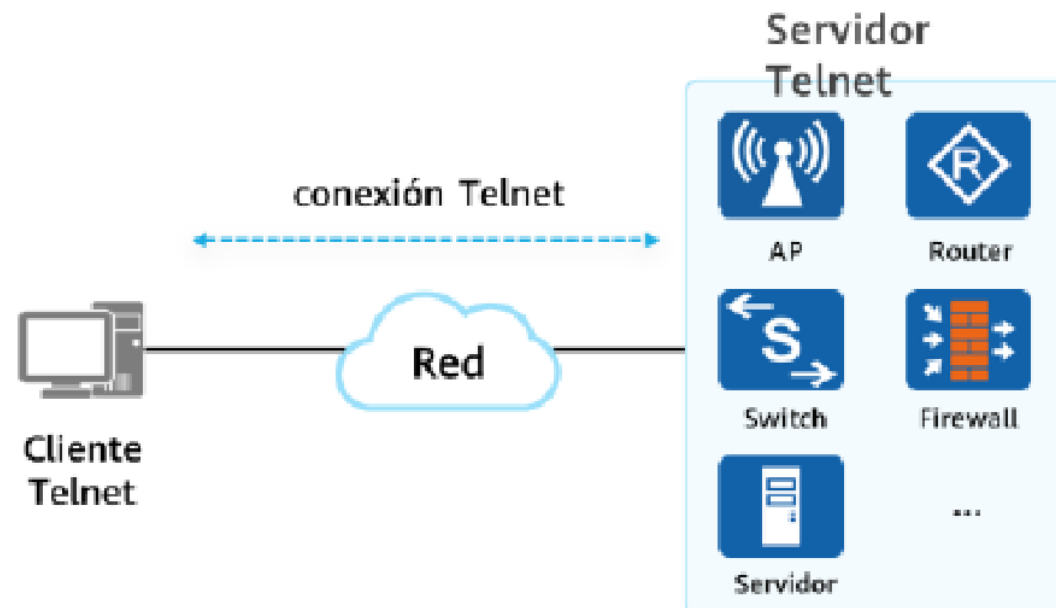 Servidor
Telnet
conexión Telnet
AP
Router
R
Red
S
Switch
Firewall
Cliente
Telnet
...
Servidor